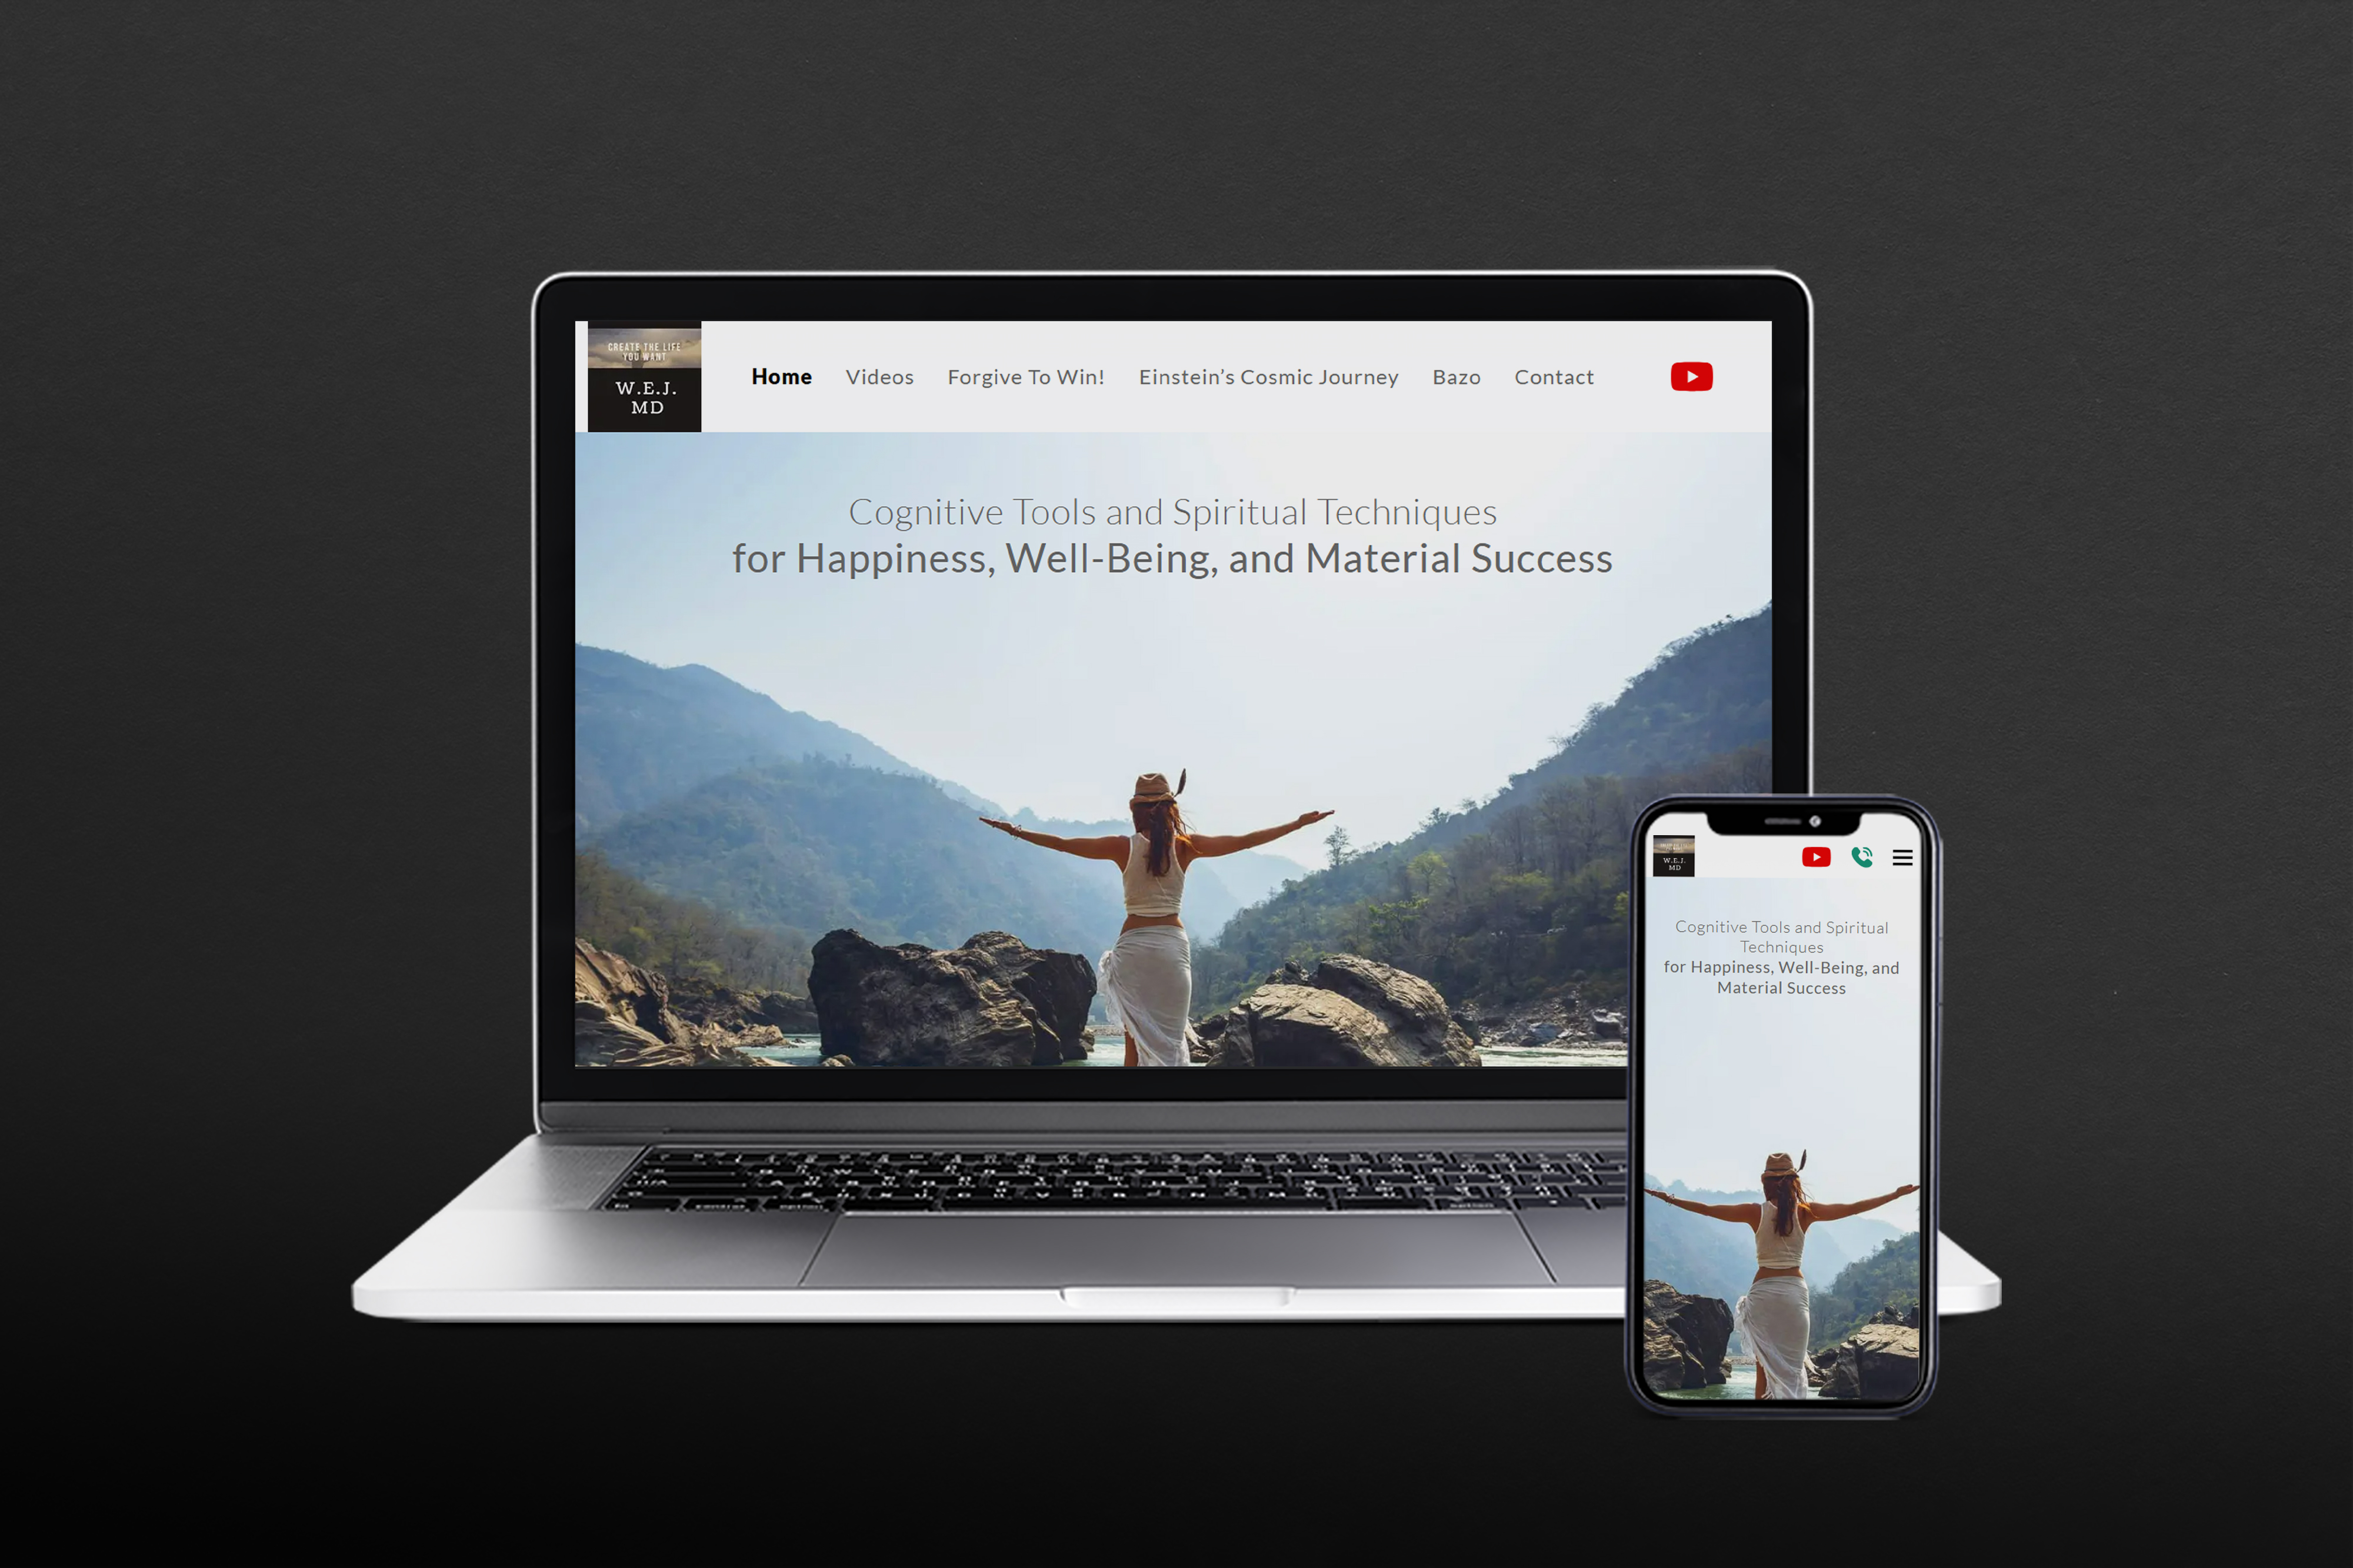 CREATE THE LIFE
YOU WANT
W.E.J.
MD
Home Videos Forgive To Win! Einstein's Cosmic Journey Bazo Contact
Cognitive Tools and Spiritual Techniques
for Happiness, Well-Being, and Material Success
W.E.J.
MD
Cognitive Tools and Spiritual
Techniques
for Happiness, Well-Being, and
Material Success